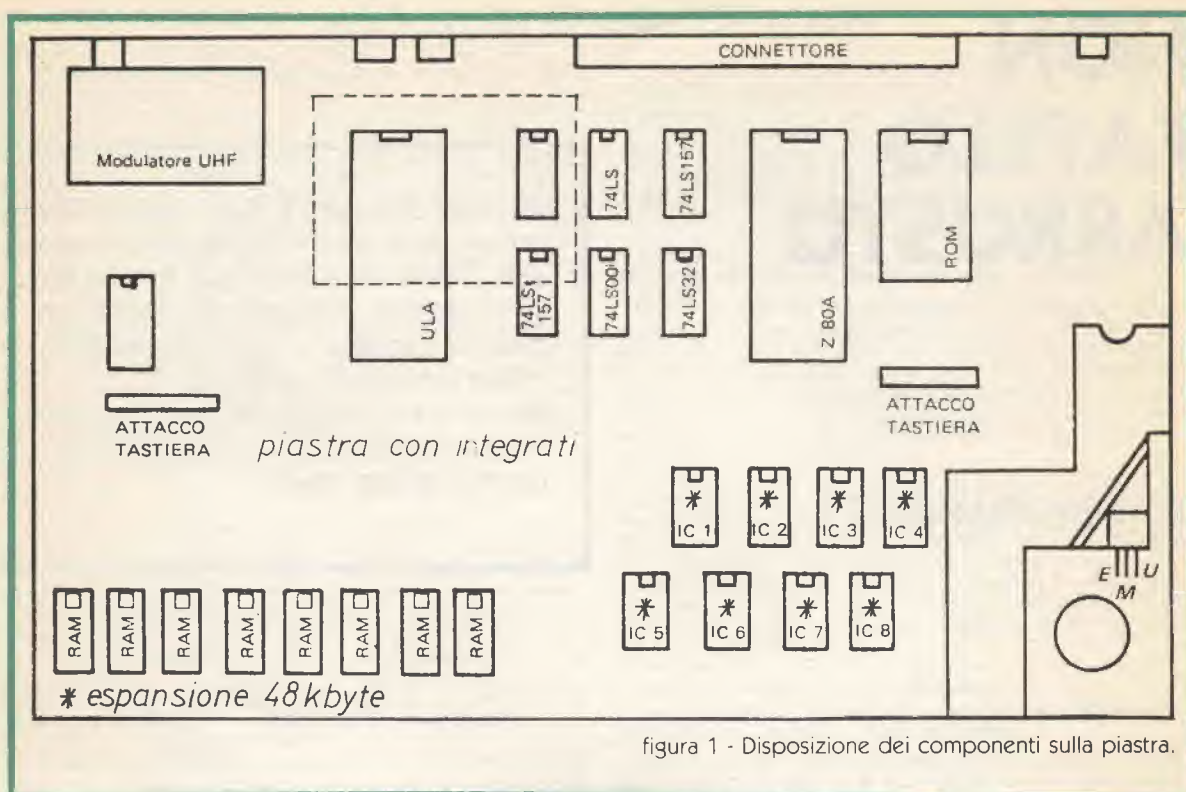 CONNETTORE
Modulatore UHF
ULA
74LS
157
74LS
74LS00
74LS157
74LS32
Z 80A
ROM
ATTACCO
TASTIERA
ATTACCO
TASTIERA
piastra con integrati
* IC 1
* IC 2
* IC 3
* IC 4
* IC 5
* IC 6
* IC 7
* IC 8
E M U
RAM
RAM
RAM
RAM
RAM
RAM
RAM
RAM
* espansione 48kbyte
figura 1 - Disposizione dei componenti sulla piastra.